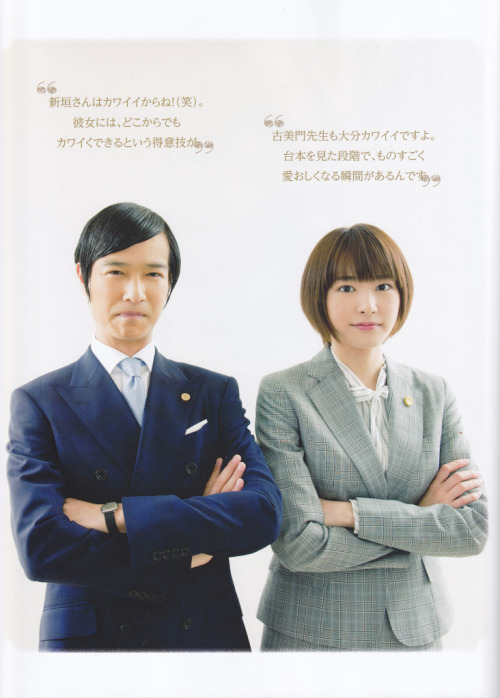 新垣さんはカワイイからね!(笑)。
彼女には、どこからでも
カワイくできるという得意技が。
古美門先生も大分カワイイですよ。
台本を見た段階で、ものすごく
愛おしくなる瞬間があるんです。